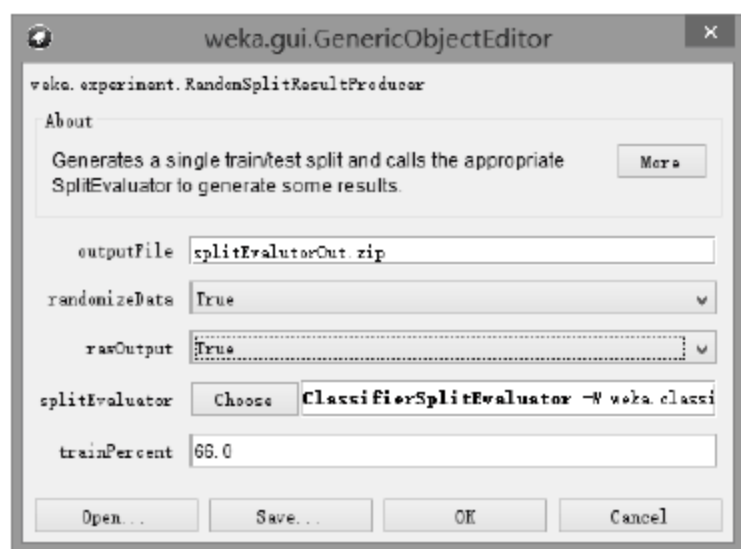 weka.gui.GenericObjectEditor
weka.experiment.RandomSplitResultProducer
About
Generates a single train/test split and calls the appropriate
SplitEvaluator to generate some results.
More
outputFile splitEvalutorOut.zip
randomizeData True
rawOutput True
splitEvaluator Choose ClassifierSplitEvaluator -W weka.classi
trainPercent 66.0
Open... Save... OK Cancel